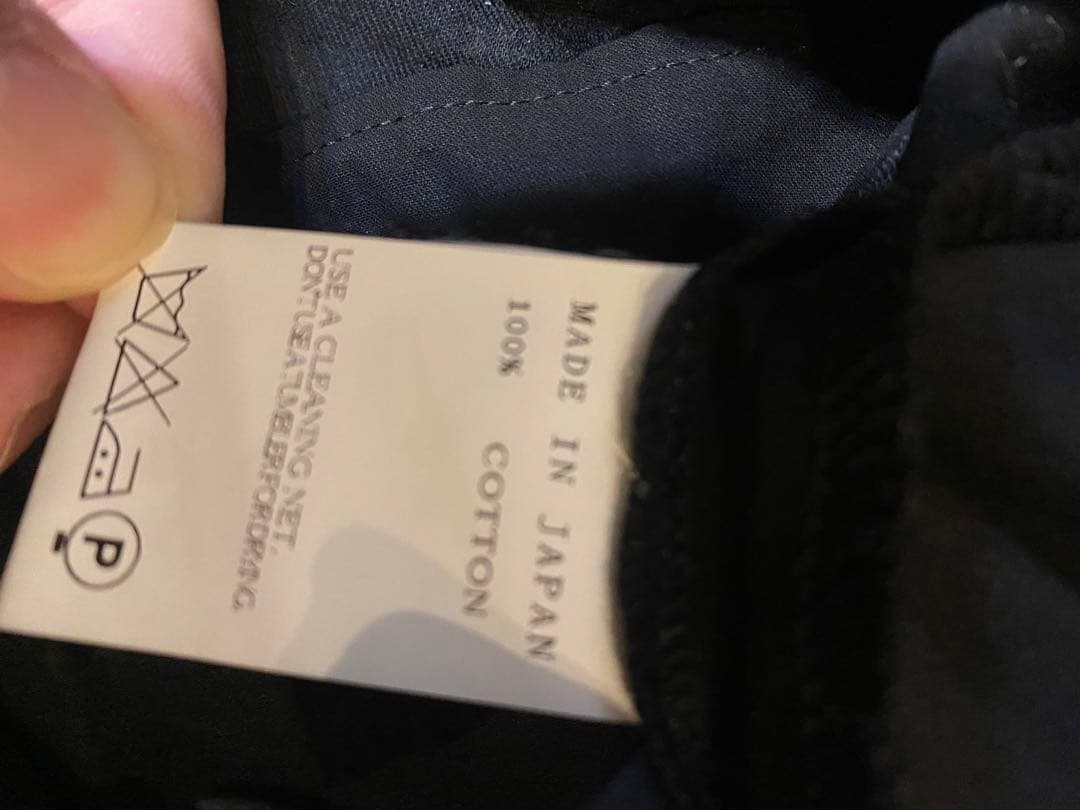 MADE IN JAPAN
100% COTTON
USE A CLEANING NET.
DON'T USE A TUMBLER FOR DRYING.
P